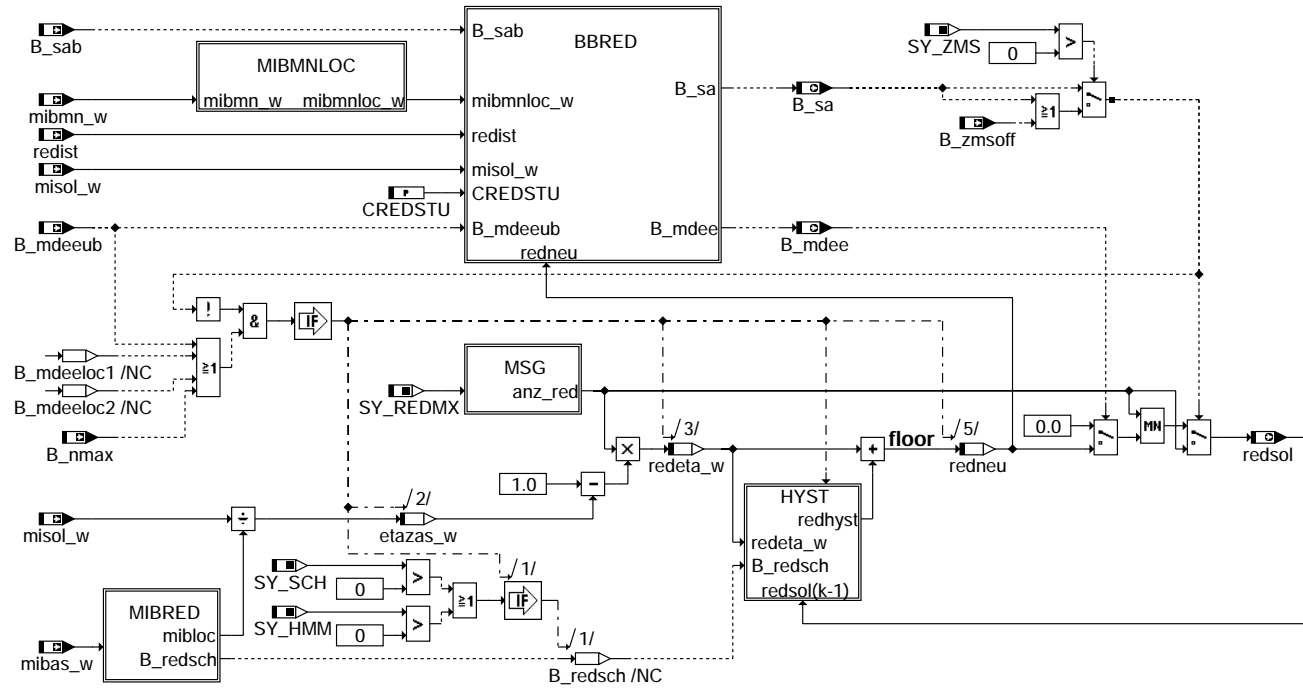 B_sab
B_sab
BBRED
SY_ZMS
0
>
MIBMNLOC
mibmn_w
mibmnloc_w
mibmn_w
mibmnloc_w
B_sa
B_sa
≥1
B_zmsoff
redist
redist
misol_w
misol_w
P
CREDSTU
CREDSTU
B_mdeeub
B_mdeeub
B_mdee
B_mdee
redneu
!
&
IF
≥1
B_mdeeloc1 /NC
B_mdeeloc2 /NC
B_nmax
SY_REDMX
MSG
anz_red
/3/
redeta_w
floor
/5/
redneu
0.0
MN
redsol
1.0
-
×
+
HYST
redhyst
redeta_w
B_redsch
redsol(k-1)
misol_w
÷
/2/
etazas_w
SY_SCH
0
>
SY_HMM
0
>
≥1
/1/
IF
/1/
B_redsch /NC
MIBRED
mibloc
B_redsch
mibas_w